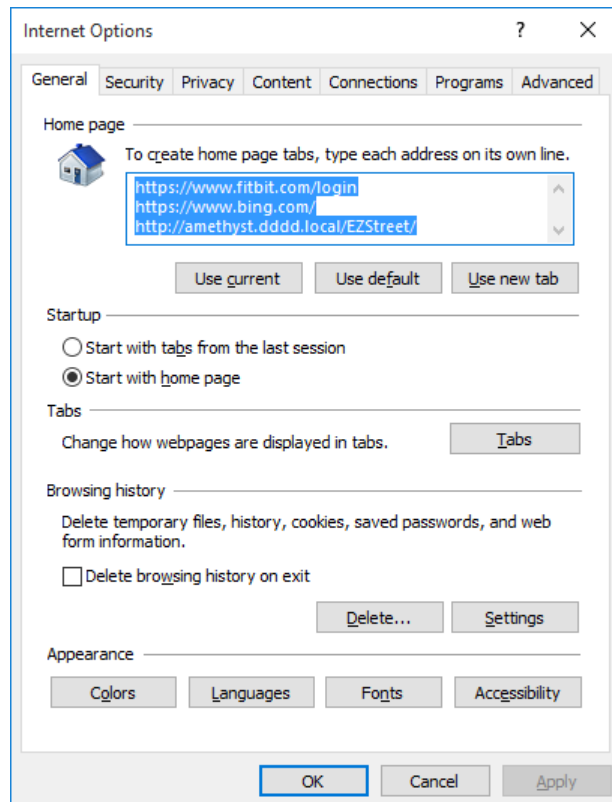 Internet Options
?
General Security Privacy Content Connections Programs Advanced
Home page
To create home page tabs, type each address on its own line.
https://www.fitbit.com/login
https://www.bing.com/
http://amethyst.dddd.local/EZStreet/
Use current Use default Use new tab
Startup
Start with tabs from the last session
Start with home page
Tabs
Change how webpages are displayed in tabs.
Tabs
Browsing history
Delete temporary files, history, cookies, saved passwords, and web
form information.
Delete browsing history on exit
Delete... Settings
Appearance
Colors Languages Fonts Accessibility
OK Cancel Apply